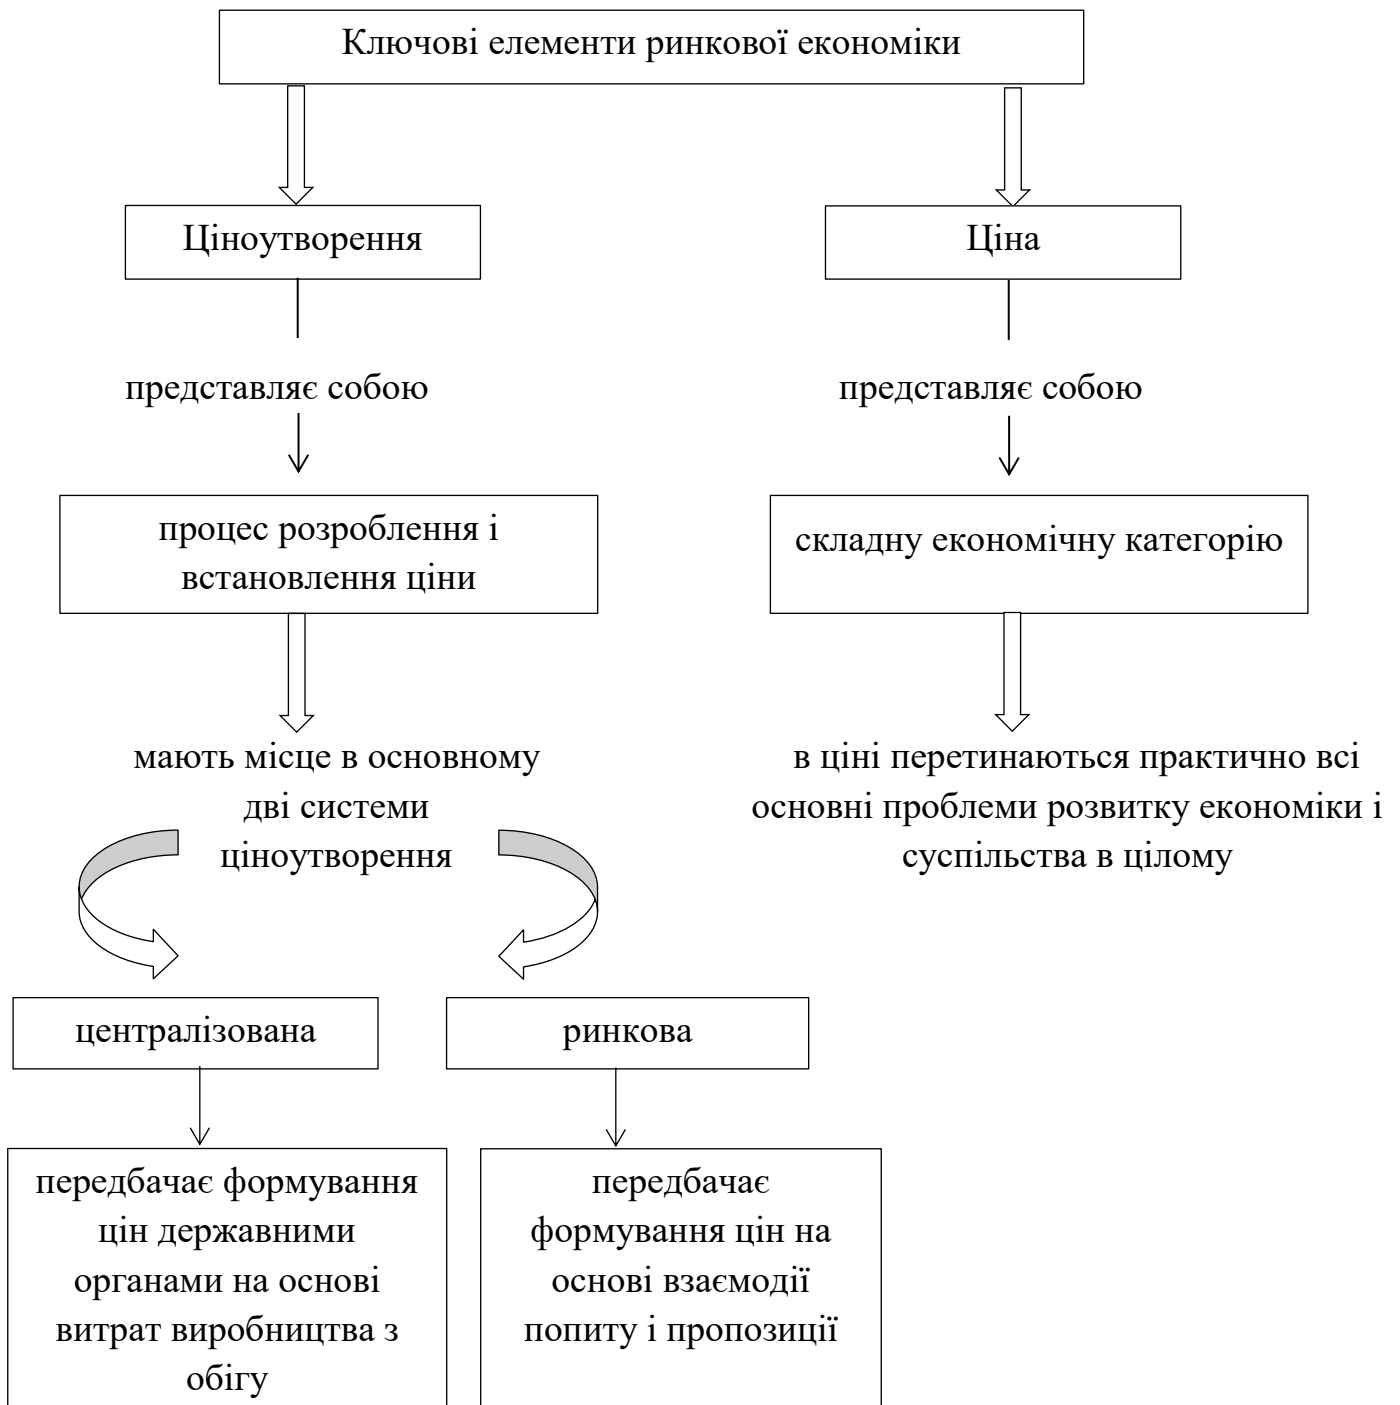 Ключові елементи ринкової економіки
Ціноутворення
Ціна
представляє собою
представляє собою
процес розроблення і
встановлення ціни
складну економічну категорію
мають місце в основному
дві системи
ціноутворення
в ціні перетинаються практично всі
основні проблеми розвитку економіки і
суспільства в цілому
централізована
ринкова
передбачає формування
цін державними
органами на основі
витрат виробництва з
обігу
передбачає
формування цін на
основі взаємодії
попиту і пропозиції